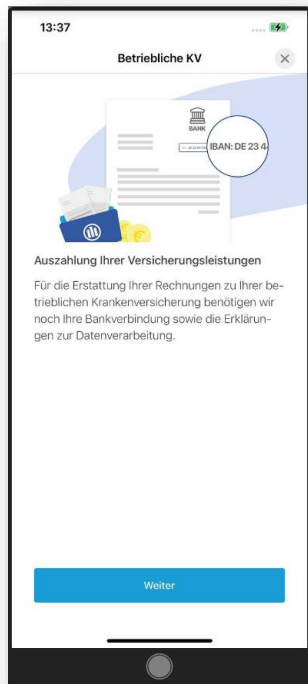 13:37
Betriebliche KV
BANK
IBAN: DE 23 4
Auszahlung Ihrer Versicherungsleistungen
Für die Erstattung Ihrer Rechnungen zu Ihrer be-
trieblichen Krankenversicherung benötigen wir
noch Ihre Bankverbindung sowie die Erklärun-
gen zur Datenverarbeitung.
Weiter